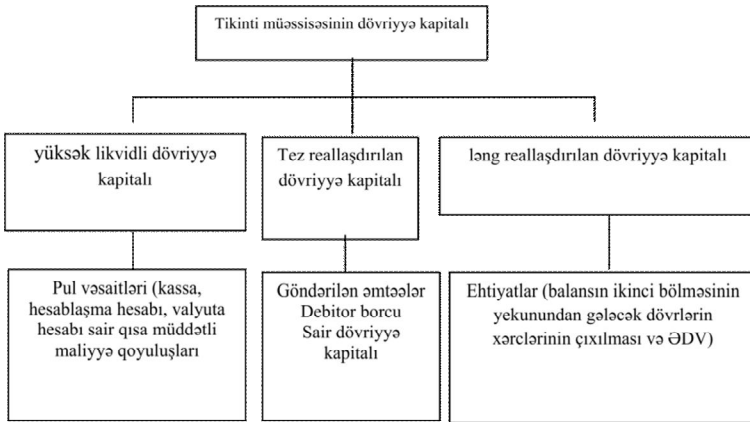 Tikinti müəssisəsinin dövriyyə kapitalı
yüksək likvidli dövriyyə
kapitalı
Tez reallaşdırılan
dövriyyə kapitalı
ləng reallaşdırılan dövriyyə kapitalı
Pul vəsaitləri (kassa,
hesablaşma hesabı, valyuta
hesabı sair qısa müddətli
maliyyə qoyuluşları
Göndərilən əmtəələr
Debitor borcu
Sair dövriyyə
kapitalı
Ehtiyatlar (balansın ikinci bölməsinin
yekunundan gələcək dövrlərin
xərclərinin çıxılması və ƏDV)